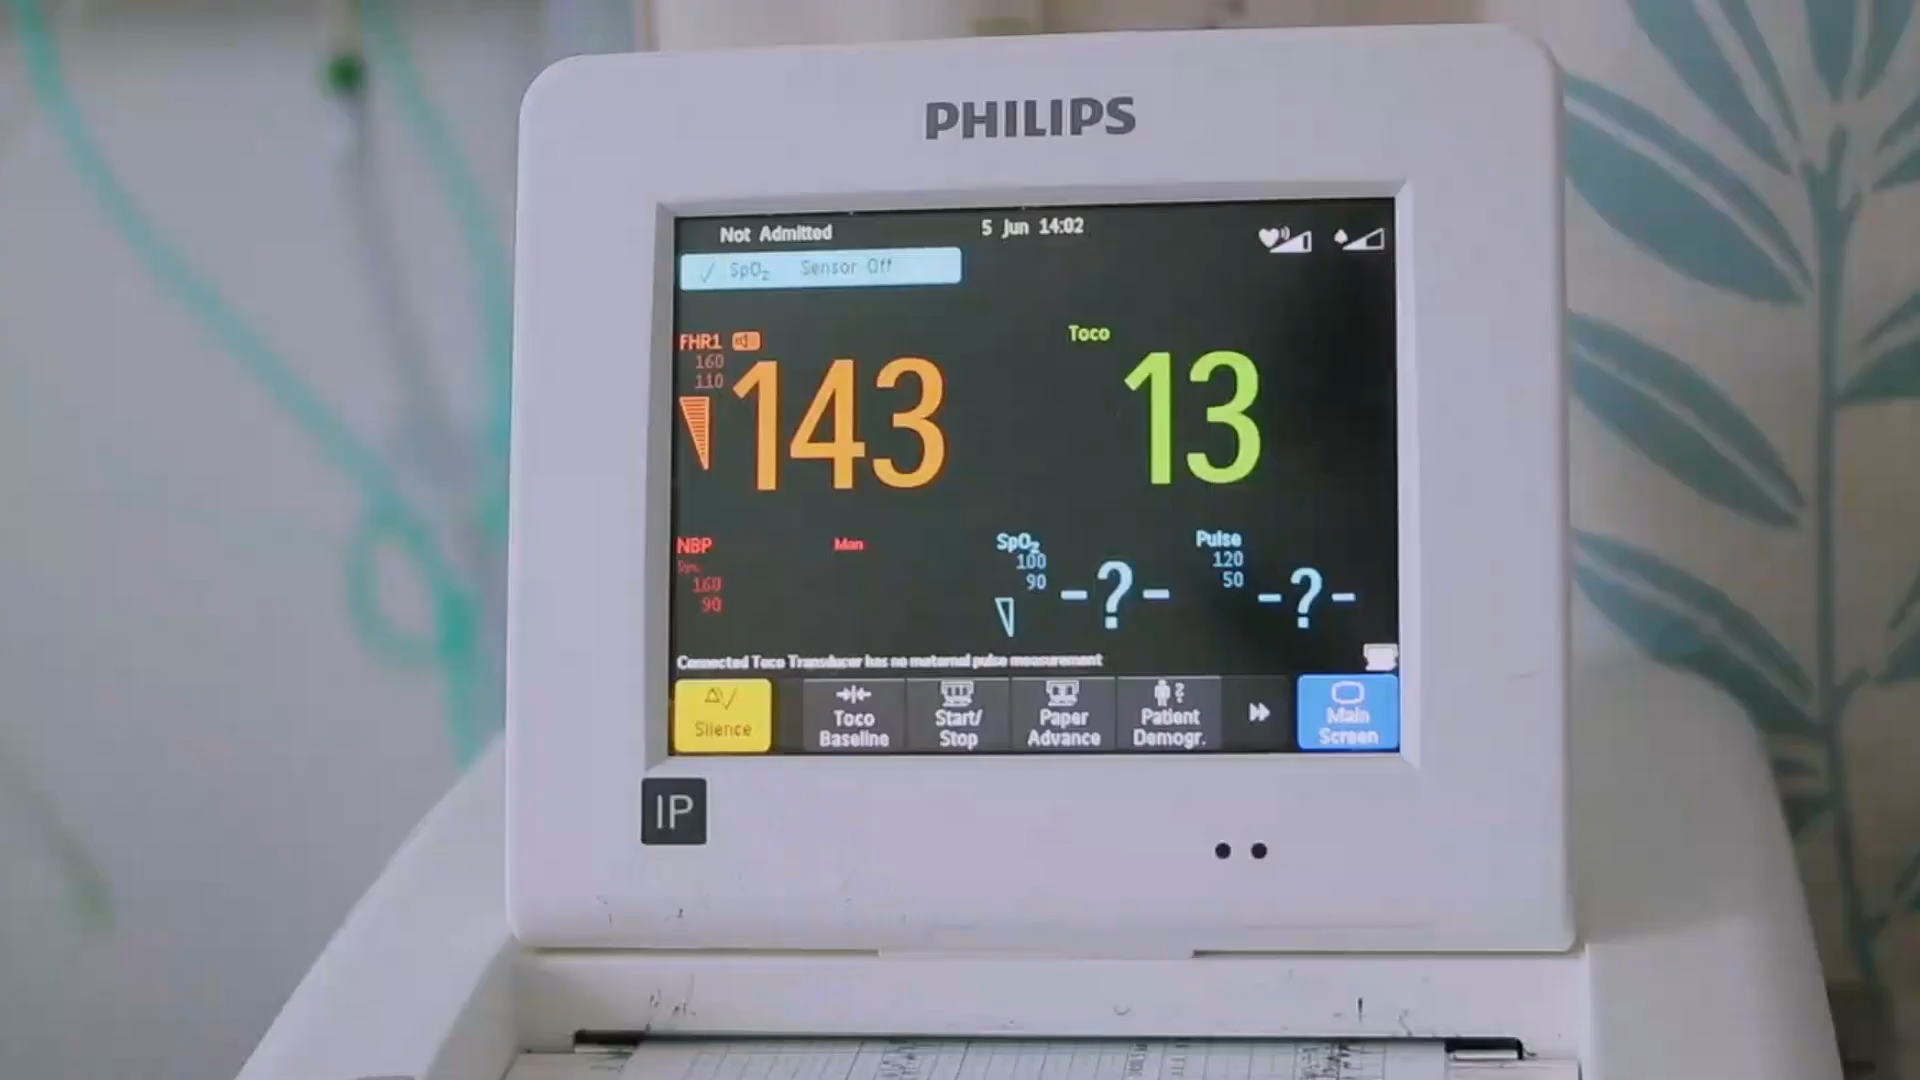 PHILIPS
Not Admitted 5 Jun 14:02
SpO₂ Sensor Off
FHR1
160
110
143
Toco
13
NBP Man
Sys.
160
90
SpO₂
100
90
-?-
Pulse
120
50
-?-
Connected Toco Transducer has no maternal pulse measurement
Silence
Toco
Baseline
Start/
Stop
Paper
Advance
Patient
Demogr.
Main
Screen
IP